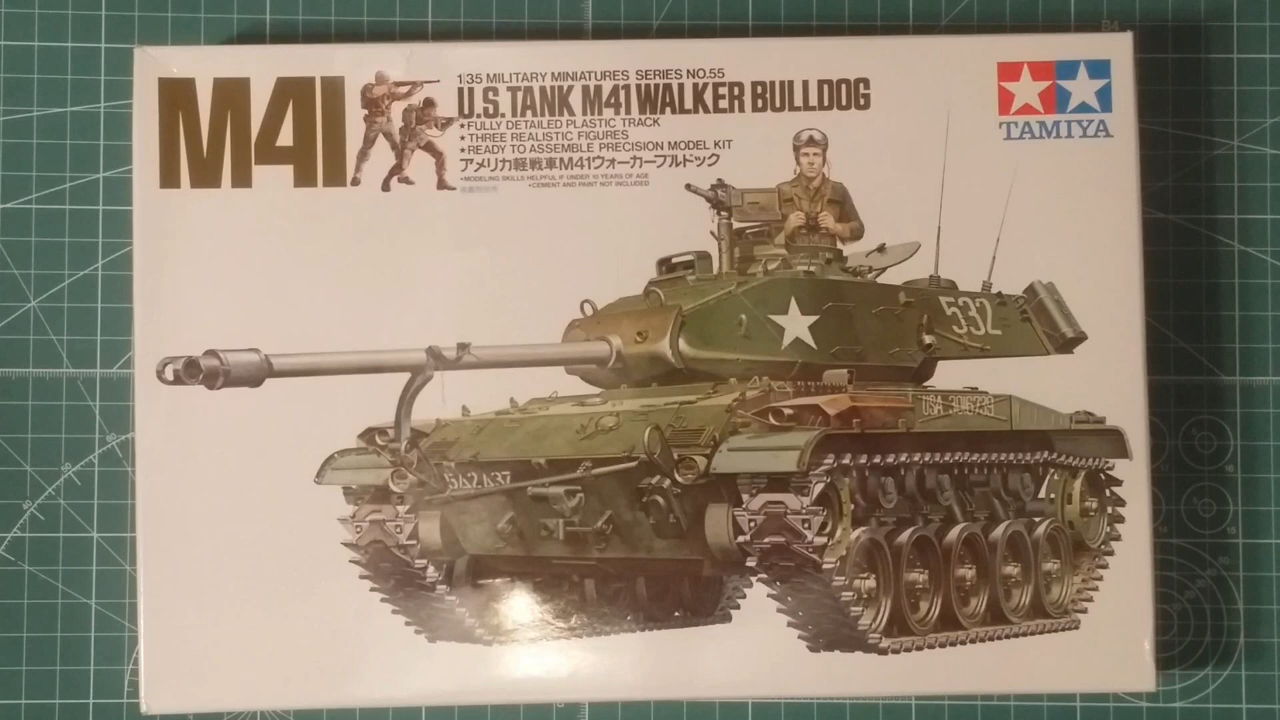 M41
1/35 MILITARY MINIATURES SERIES NO.55
U.S. TANK M41 WALKER BULLDOG
★FULLY DETAILED PLASTIC TRACK
★THREE REALISTIC FIGURES
★READY TO ASSEMBLE PRECISION MODEL KIT
アメリカ軽戦車M41ウォーカーブルドック
★MODELING SKILLS HELPFUL IF UNDER 10 YEARS OF AGE
★CEMENT AND PAINT NOT INCLUDED
TAMIYA
532
USA 3016739
5A2A37
B4